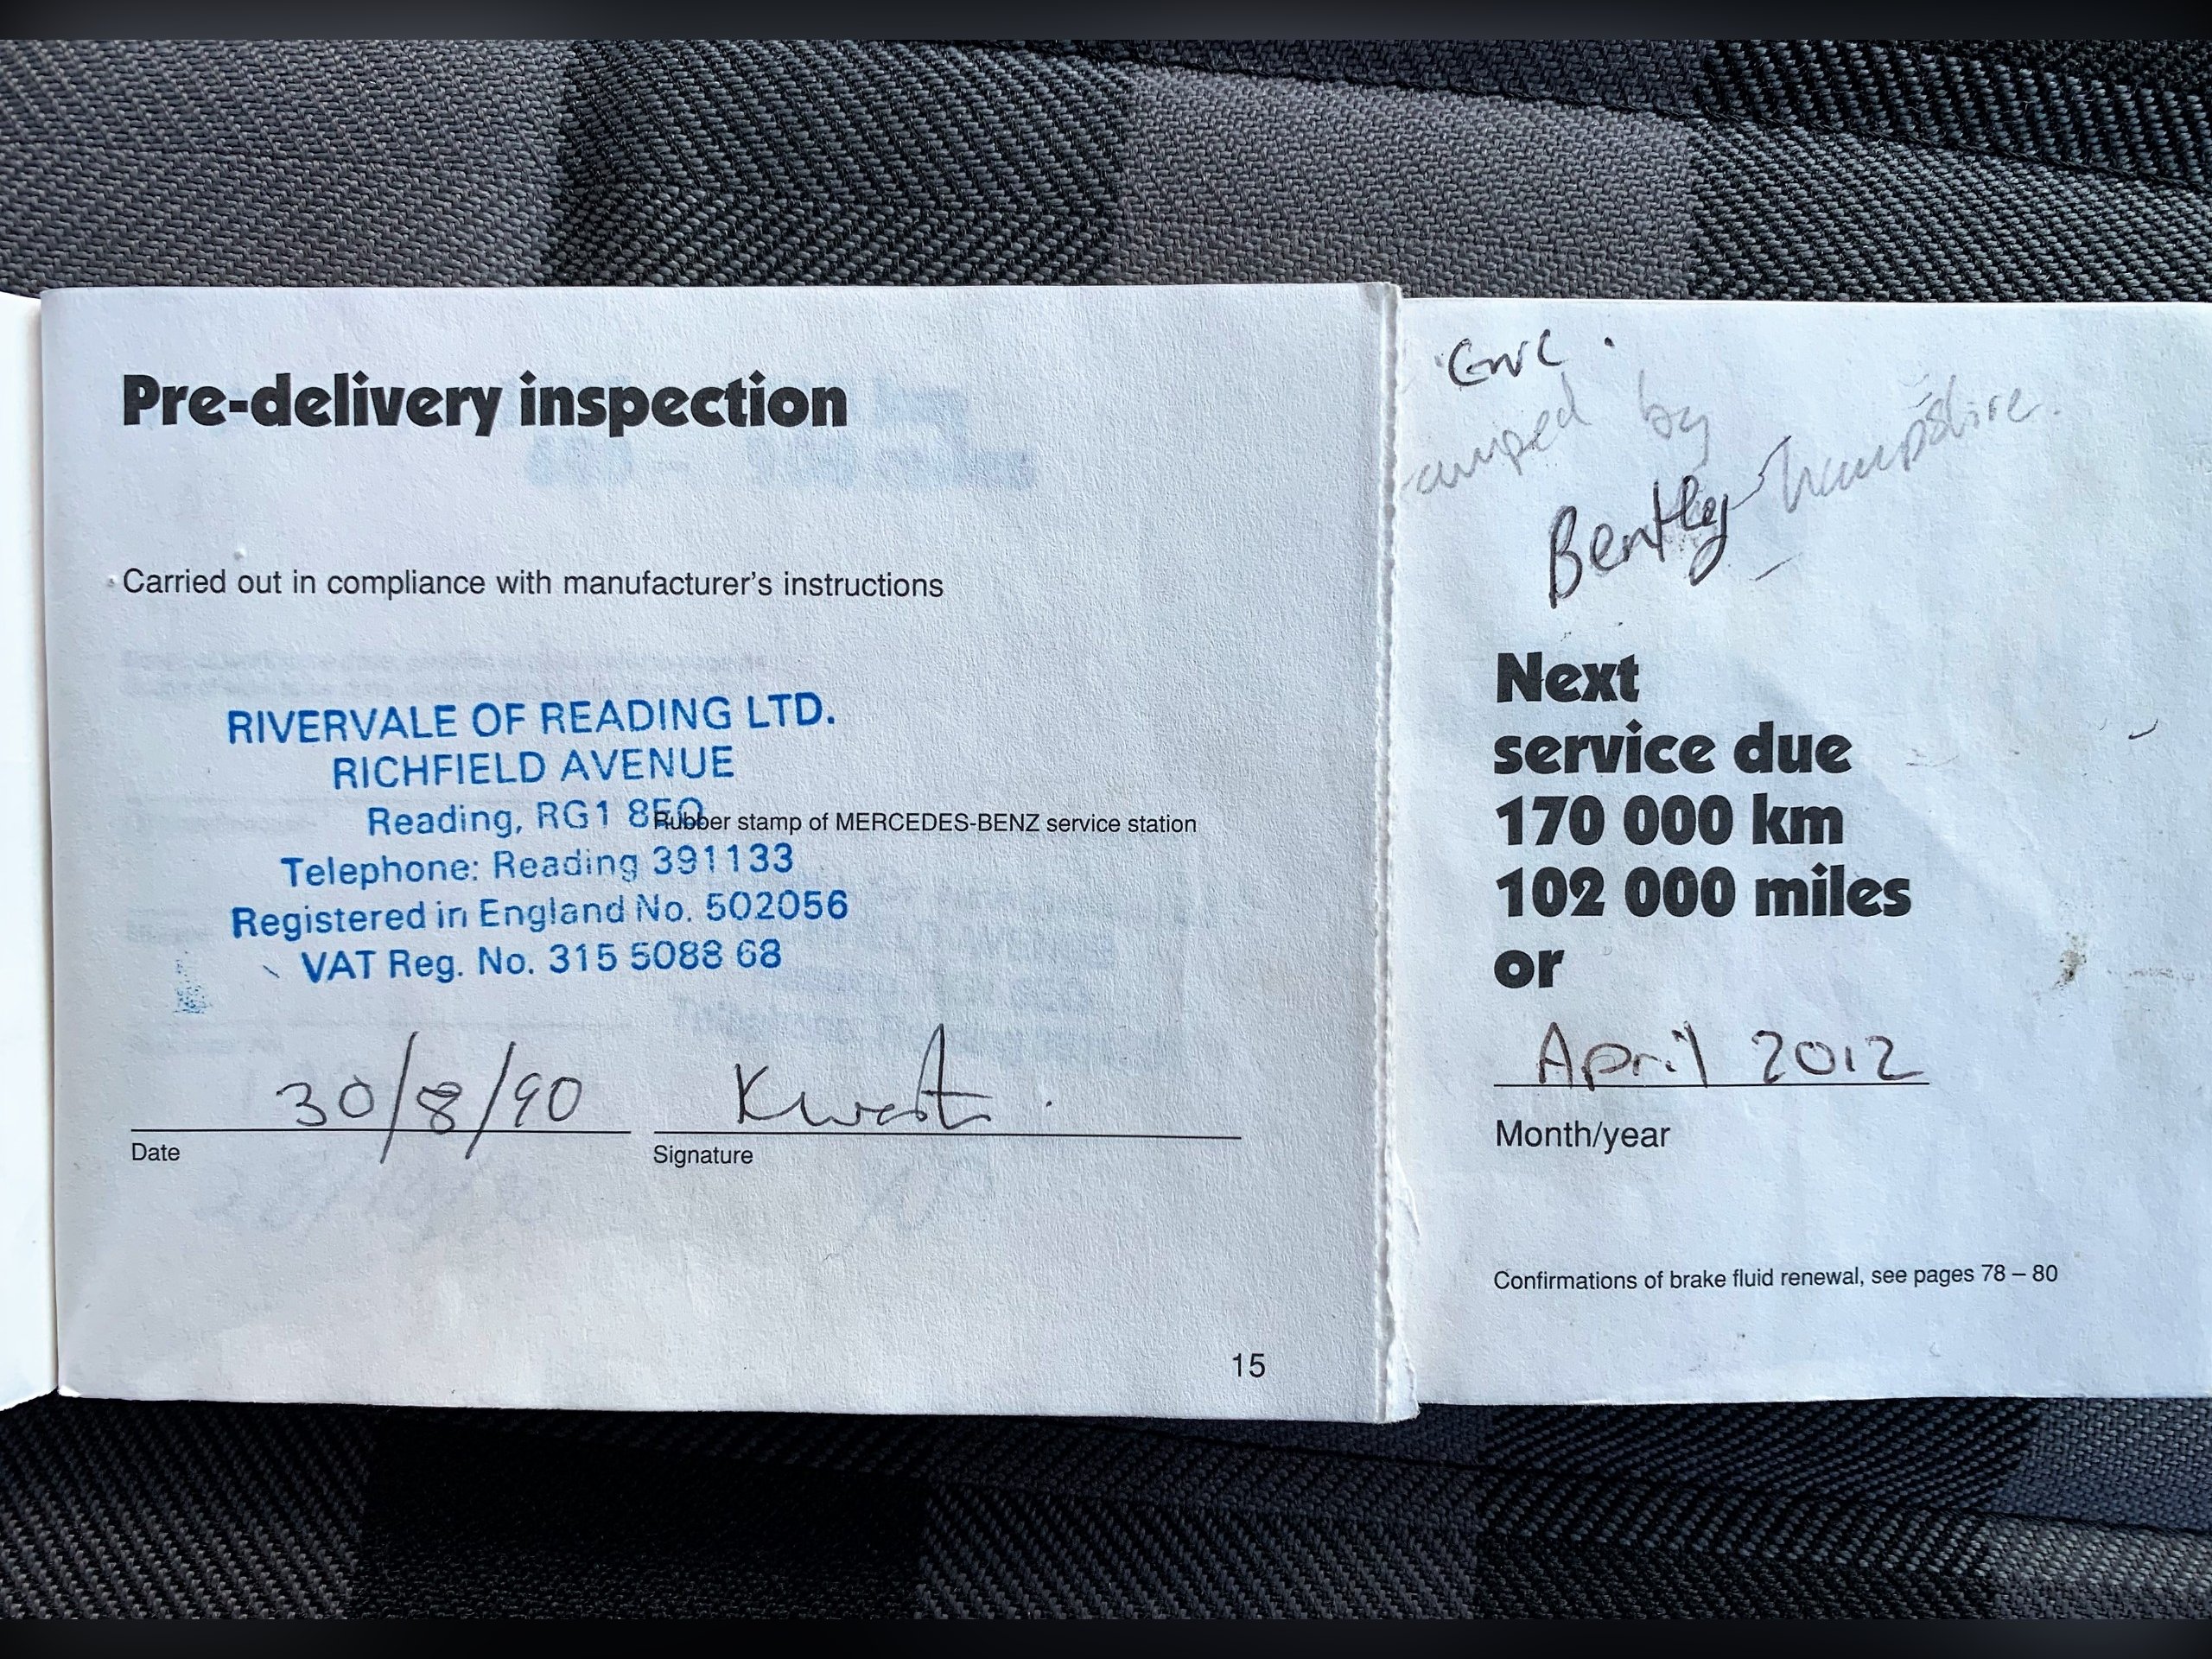 Pre-delivery inspection
Carried out in compliance with manufacturer's instructions
RIVERVALE OF READING LTD.
RICHFIELD AVENUE
Reading, RG1 8EQ
Rubber stamp of MERCEDES-BENZ service station
Telephone: Reading 391133
Registered in England No. 502056
VAT Reg. No. 315 5088 68
30/8/90
Date
Signature
15
by
Bentley Hampshire.
Next
service due
170 000 km
102 000 miles
or
April 2012
Month/year
Confirmations of brake fluid renewal, see pages 78 – 80